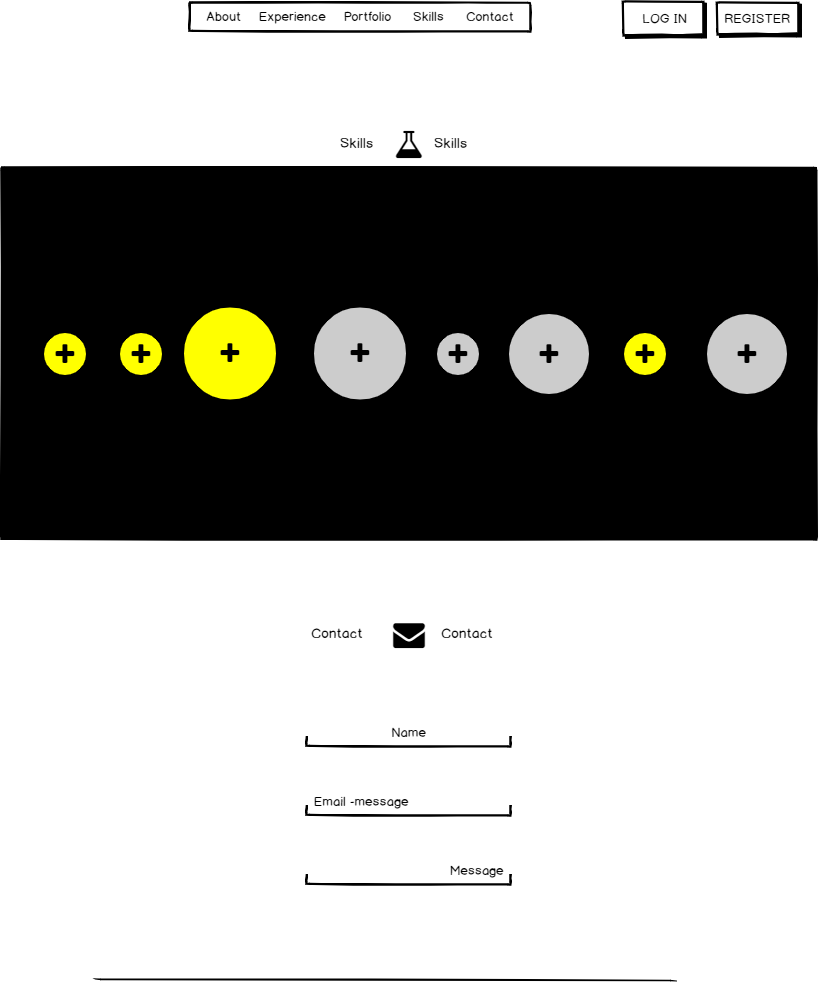 About Experience Portfolio Skills Contact LOG IN REGISTER
Skills Skills
Contact Contact
Name
Email -message
Message